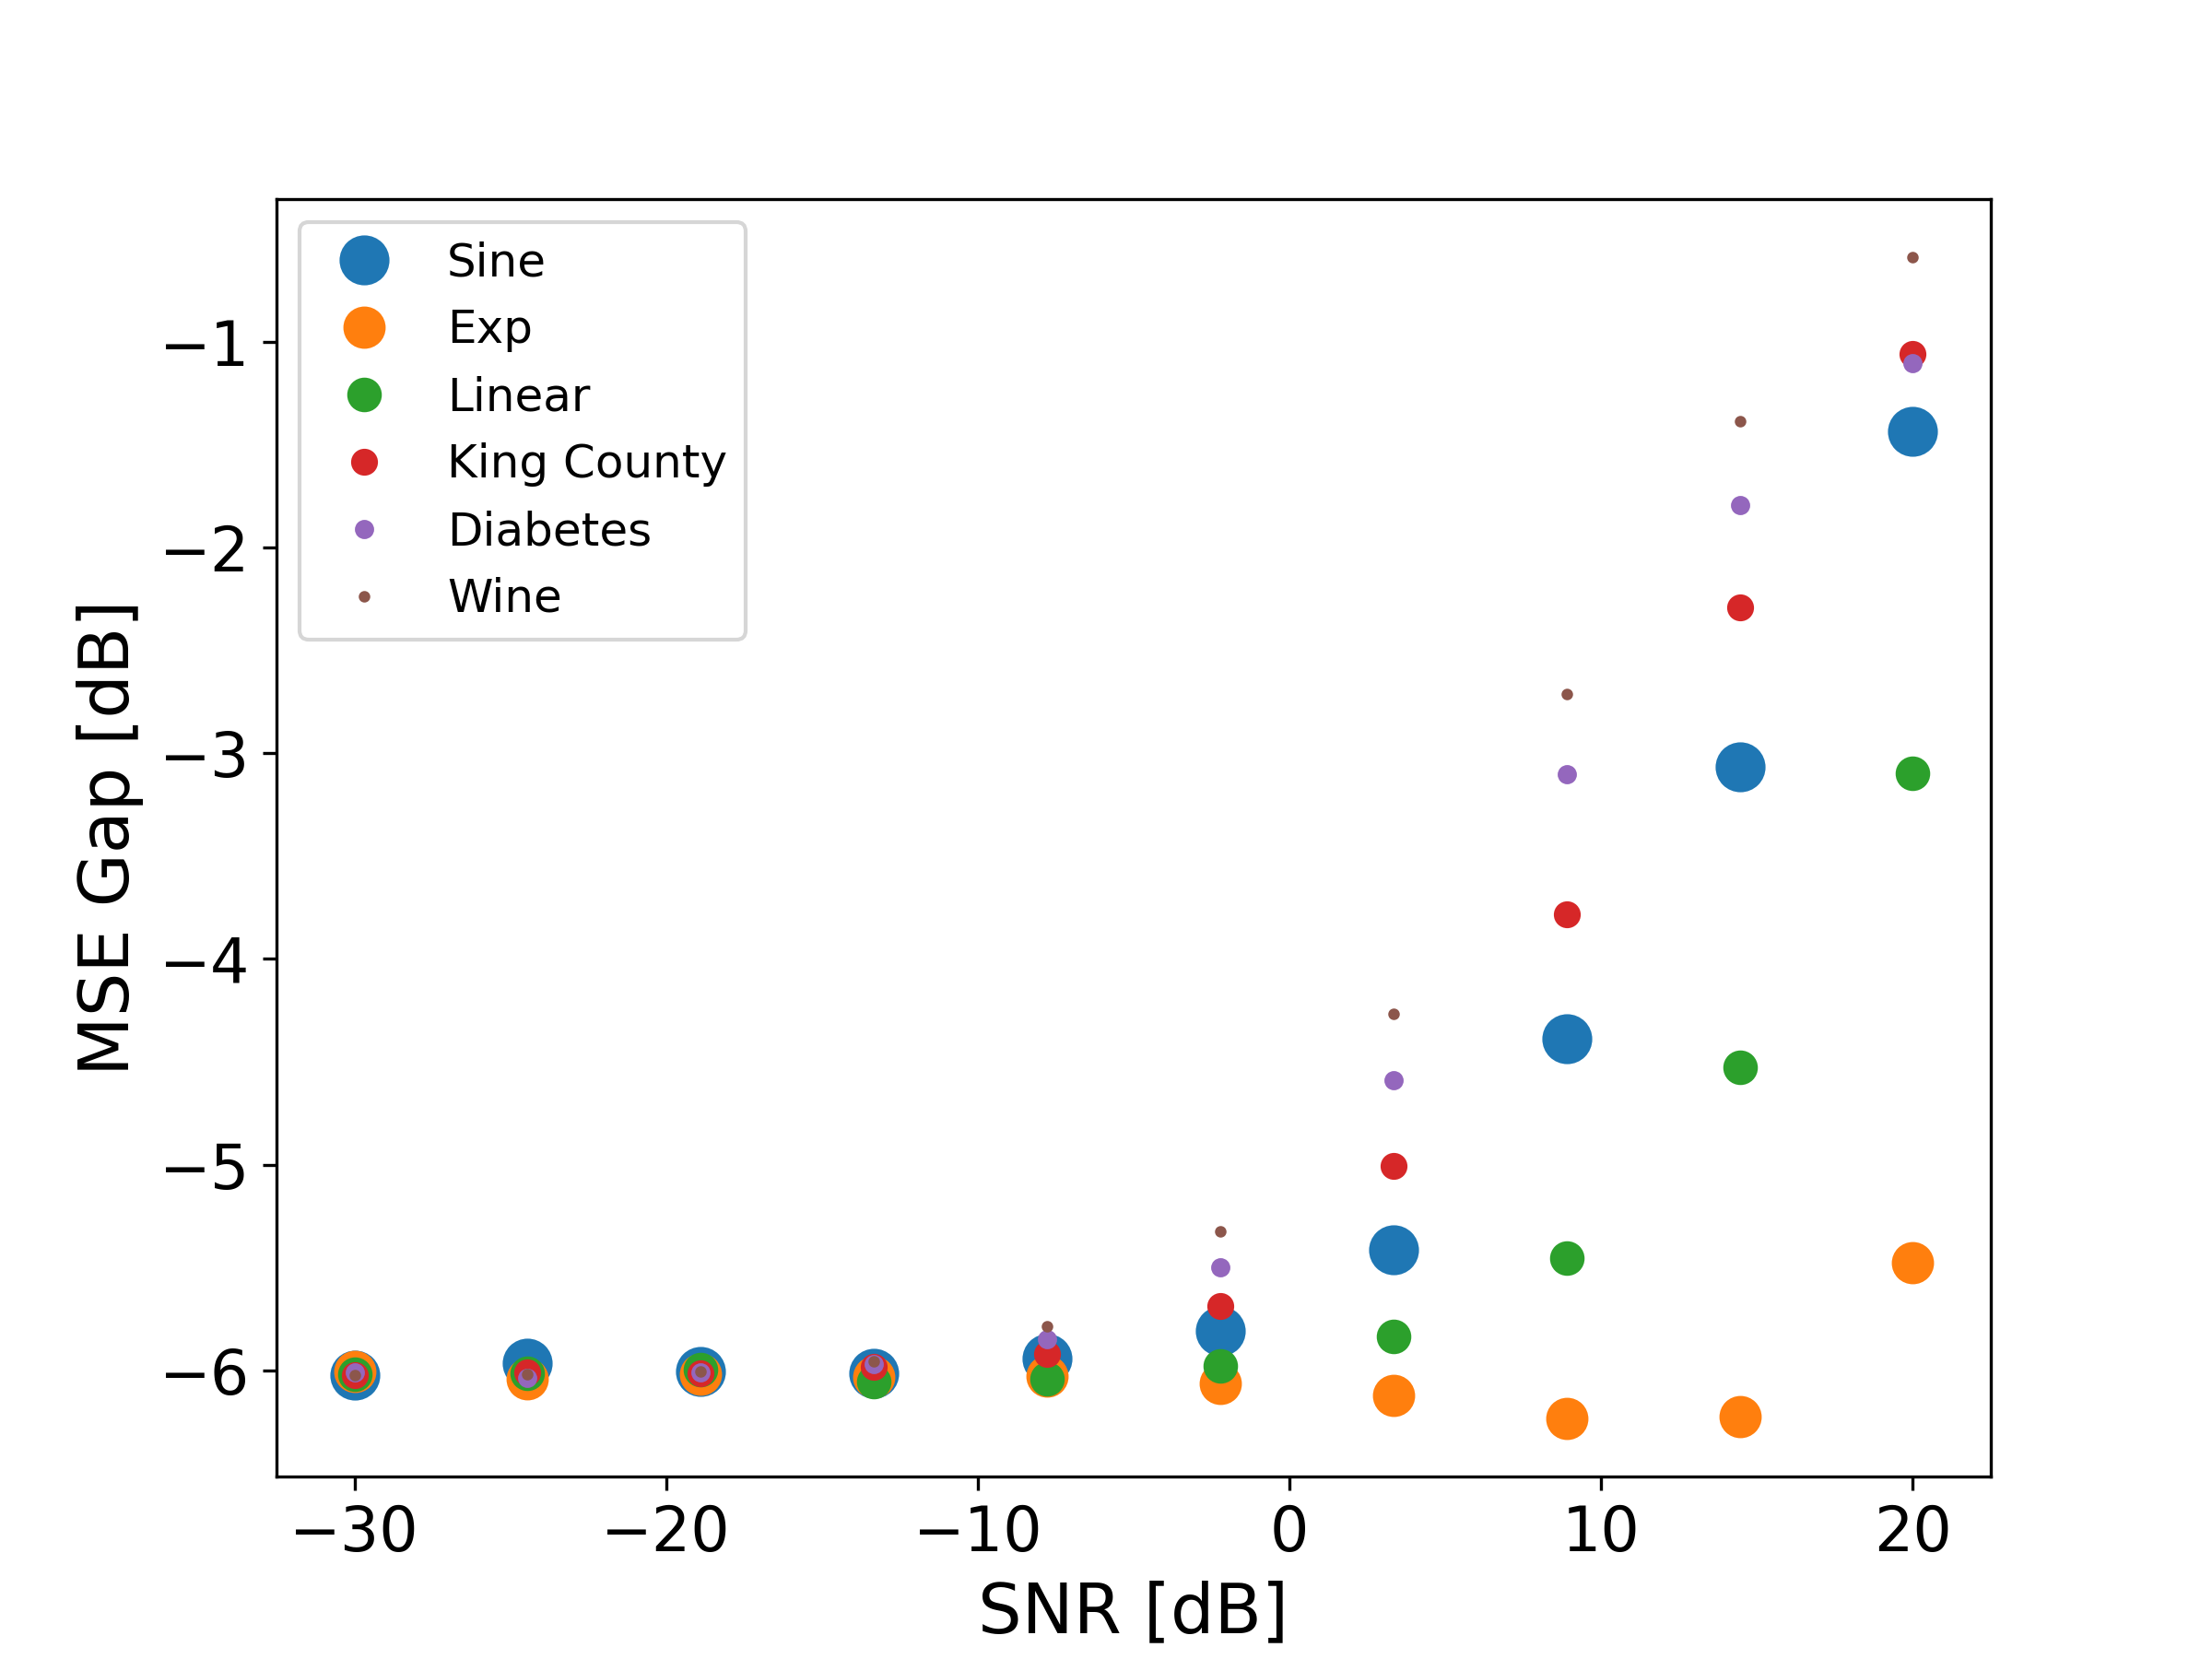 Sine
Exp
Linear
King County
Diabetes
Wine
−1
−2
−3
−4
−5
−6
MSE Gap [dB]
−30 −20 −10 0 10 20
SNR [dB]